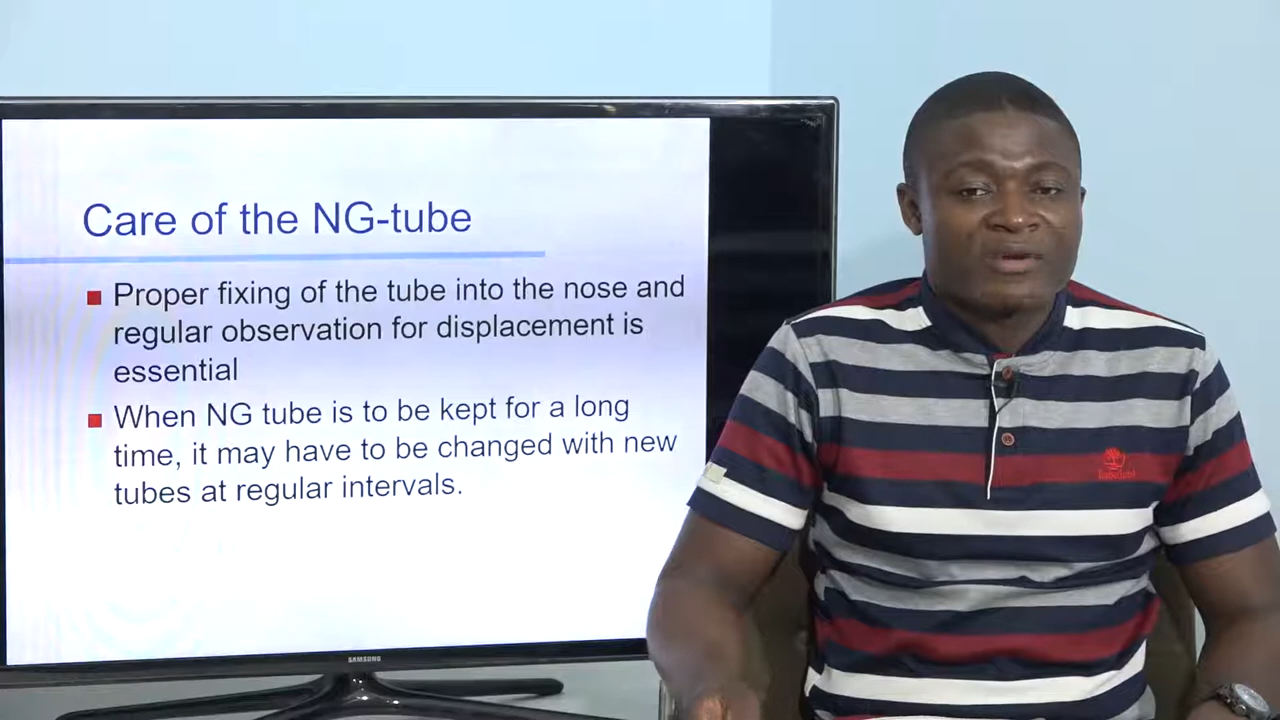 Care of the NG-tube
Proper fixing of the tube into the nose and
regular observation for displacement is
essential
When NG tube is to be kept for a long
time, it may have to be changed with new
tubes at regular intervals.
SAMSUNG